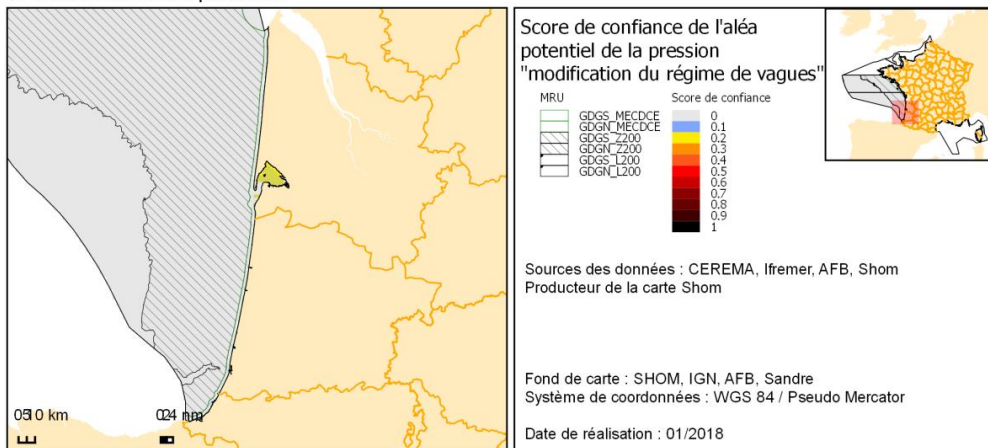 Score de confiance de l'aléa
potentiel de la pression
"modification du régime de vagues"
MRU
GDGS_MECDCE
GDGN_MECDCE
GDGS_Z200
GDGN_Z200
GDGS_L200
GDGN_L200
Score de confiance
0
0.1
0.2
0.3
0.4
0.5
0.6
0.7
0.8
0.9
1
Sources des données : CEREMA, Ifremer, AFB, Shom
Producteur de la carte Shom
Fond de carte : SHOM, IGN, AFB, Sandre
Système de coordonnées : WGS 84 / Pseudo Mercator
Date de réalisation : 01/2018
km
nm